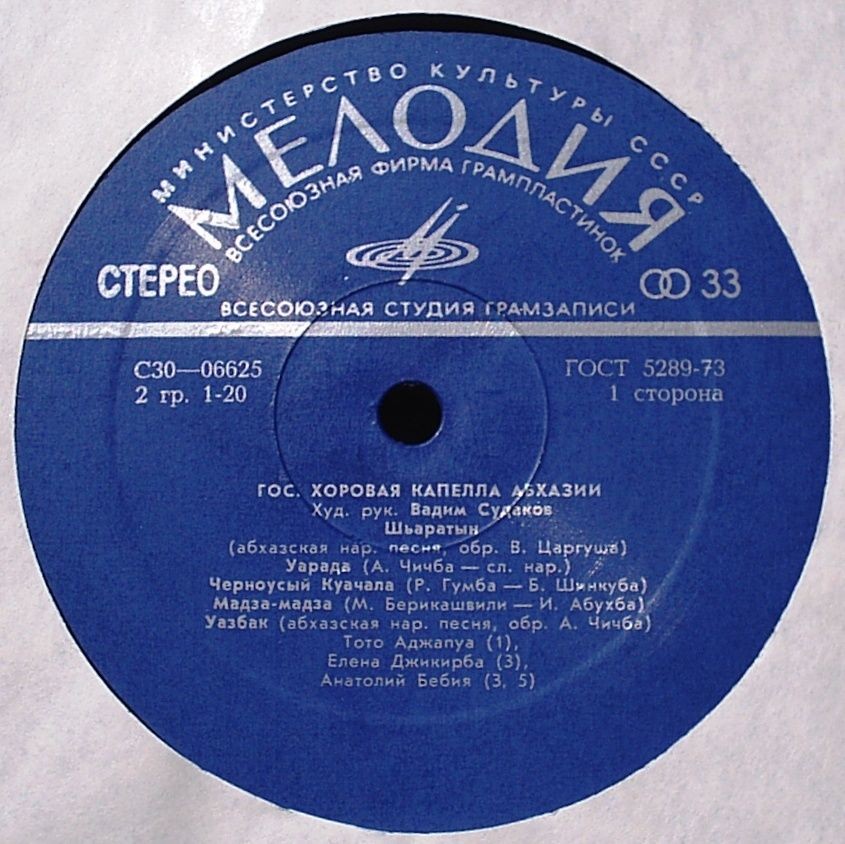 МИНИСТЕРСТВО КУЛЬТУРЫ СССР
МЕЛОДИЯ
ВСЕСОЮЗНАЯ ФИРМА ГРАМПЛАСТИНОК
СТЕРЕО
33
ВСЕСОЮЗНАЯ СТУДИЯ ГРАМЗАПИСИ
С30—06625 ГОСТ 5289-73
2 гр. 1-20 1 сторона
ГОС. ХОРОВАЯ КАПЕЛЛА АБХАЗИИ
Худ. рук. Вадим Судаков
Шьаратын
(абхазская нар. песня, обр. В. Царгуша)
Уарада (А. Чичба — сл. нар.)
Черноусый Куачала (Р. Гумба — Б. Шинкуба)
Мадза-мадза (М. Берикашвили — И. Абухба)
Уазбак (абхазская нар. песня, обр. А. Чичба)
Тото Аджапуа (1),
Елена Джикирба (3),
Анатолий Бебия (3, 5)